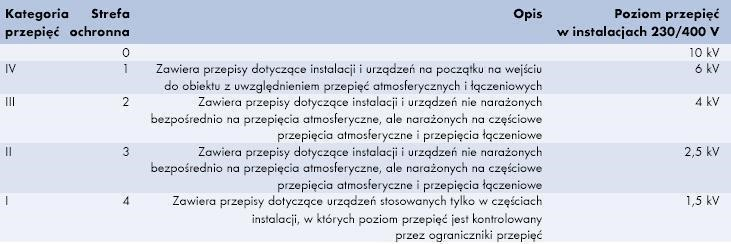 Kategoria Strefa Opis Poziom przepięć
przepięć ochronna w instalacjach 230/400 V
0 10 kV
IV 1 Zawiera przepisy dotyczące instalacji i urządzeń na początku na wejściu 6 kV
do obiektu z uwzględnieniem przepięć atmosferycznych i łączeniowych
III 2 Zawiera przepisy dotyczące instalacji i urządzeń nie narażonych 4 kV
bezpośrednio na przepięcia atmosferyczne, ale narażonych na częściowe
przepięcia atmosferyczne i przepięcia łączeniowe
II 3 Zawiera przepisy dotyczące instalacji i urządzeń nie narażonych 2,5 kV
bezpośrednio na przepięcia atmosferyczne, ale narażonych na częściowe
przepięcia atmosferyczne i przepięcia łączeniowe
I 4 Zawiera przepisy dotyczące urządzeń stosowanych tylko w częściach 1,5 kV
instalacji, w których poziom przepięć jest kontrolowany
przez ograniczniki przepięć